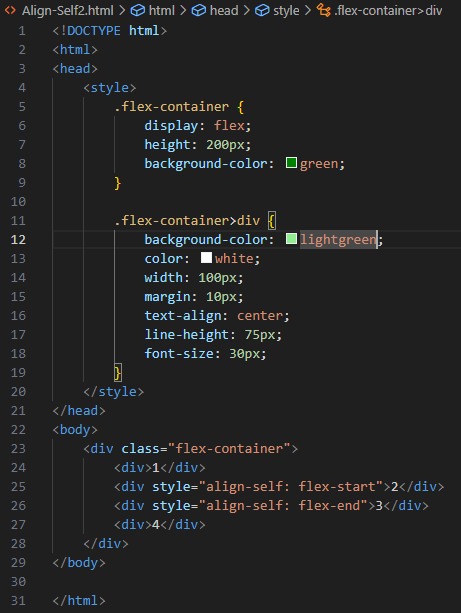 Align-Self2.html > html > head > style > .flex-container>div
1 <!DOCTYPE html>
2 <html>
3 <head>
4     <style>
5         .flex-container {
6             display: flex;
7             height: 200px;
8             background-color: green;
9         }
10
11         .flex-container>div {
12             background-color: lightgreen;
13             color: white;
14             width: 100px;
15             margin: 10px;
16             text-align: center;
17             line-height: 75px;
18             font-size: 30px;
19         }
20     </style>
21 </head>
22 <body>
23     <div class="flex-container">
24         <div>1</div>
25         <div style="align-self: flex-start">2</div>
26         <div style="align-self: flex-end">3</div>
27         <div>4</div>
28     </div>
29 </body>
30
31 </html>